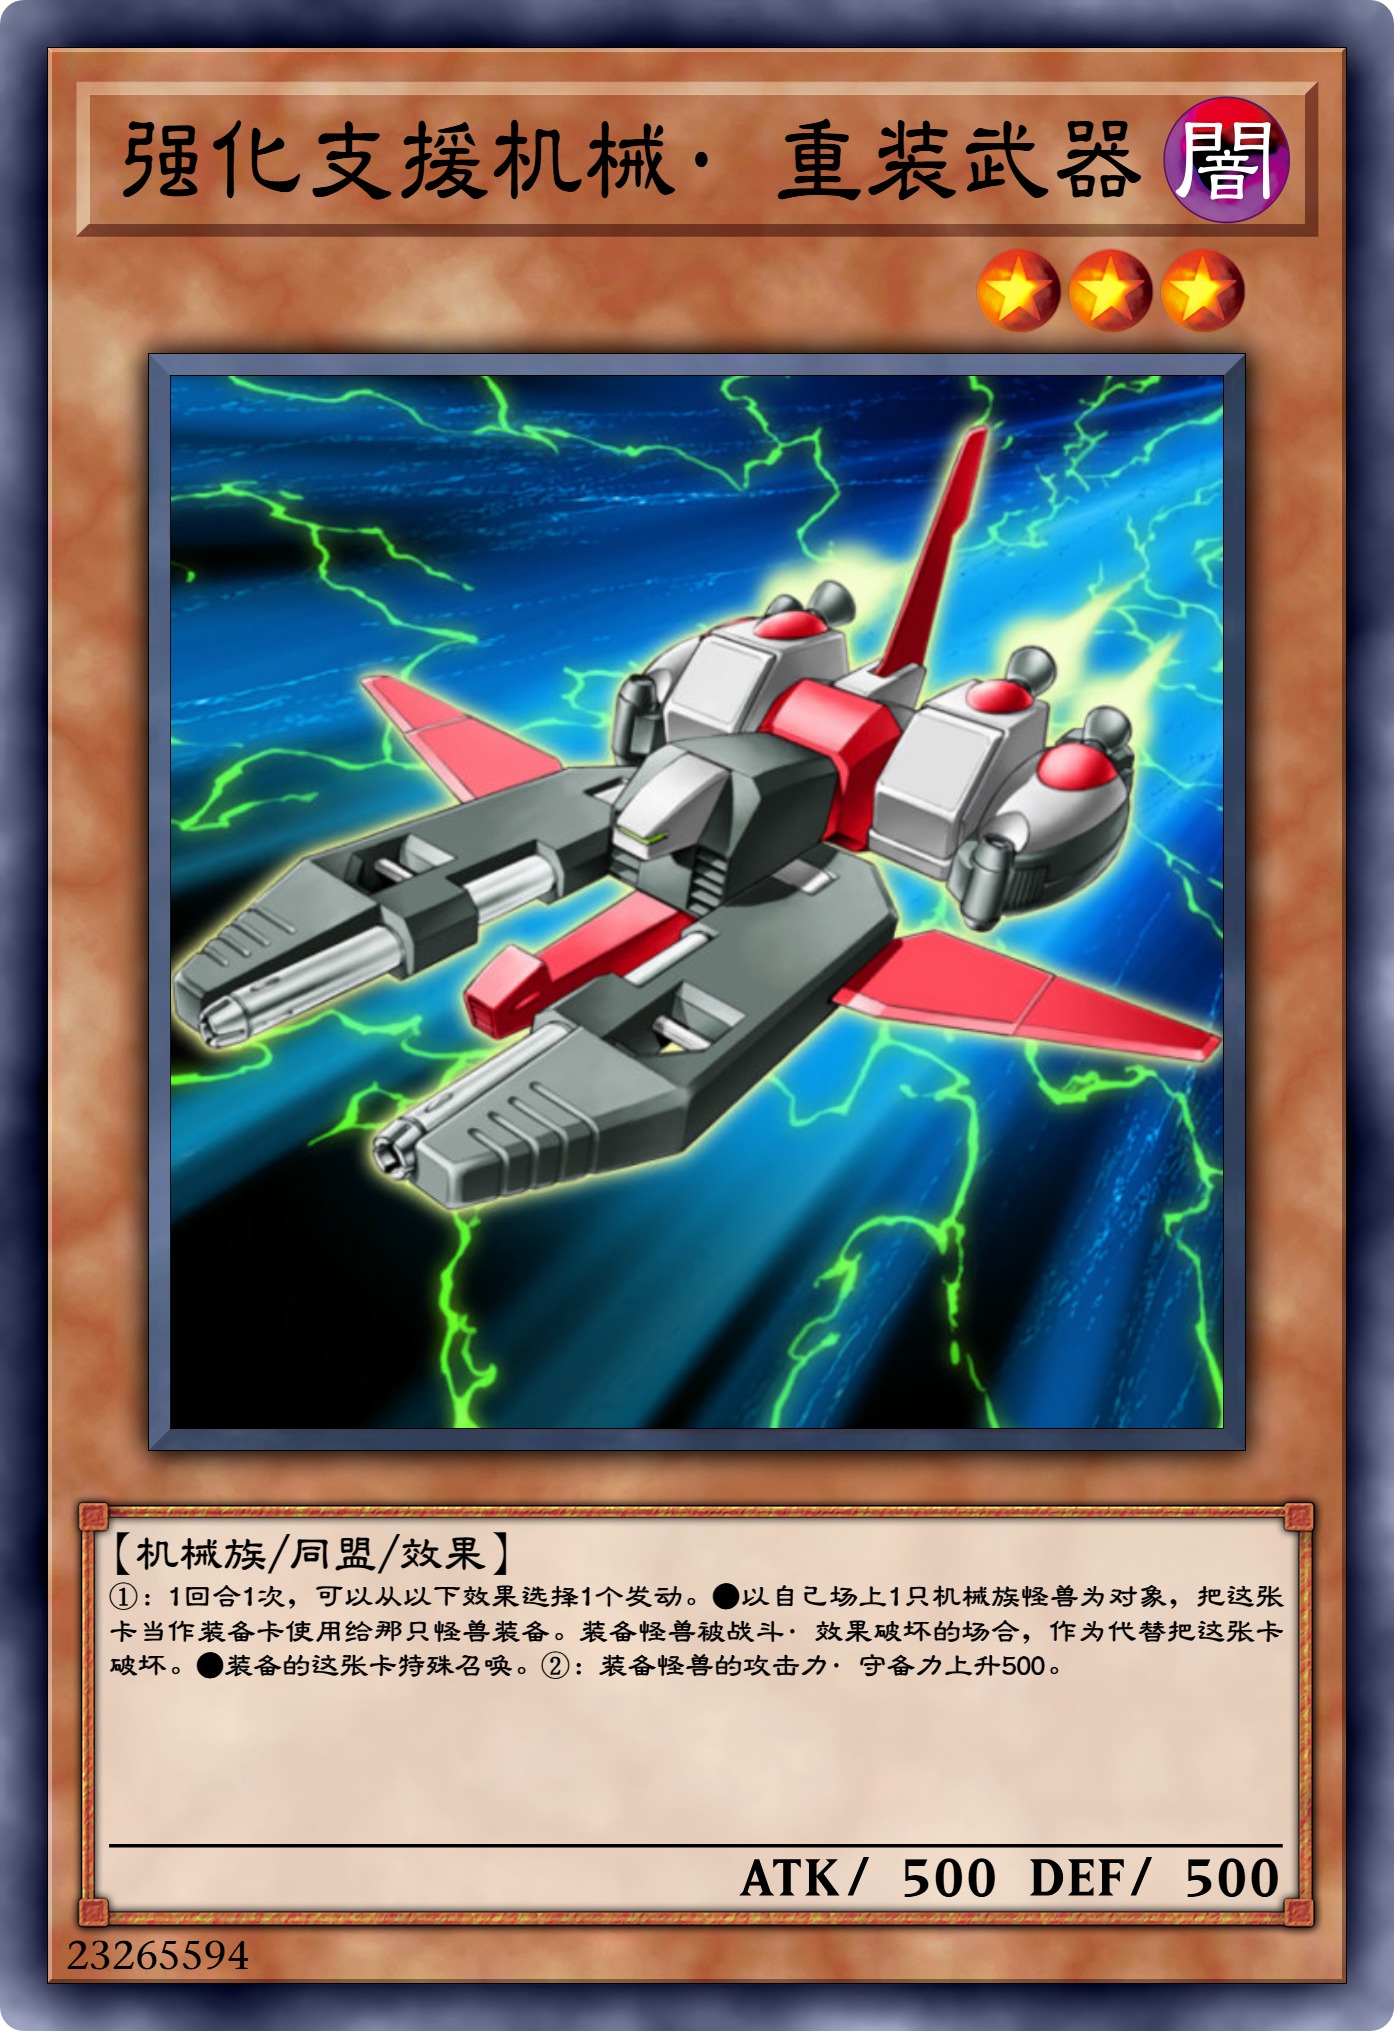 强化支援机械·重装武器
闇
【机械族/同盟/效果】
①：1回合1次，可以从以下效果选择1个发动。●以自己场上1只机械族怪兽为对象，把这张
卡当作装备卡使用给那只怪兽装备。装备怪兽被战斗·效果破坏的场合，作为代替把这张卡
破坏。●装备的这张卡特殊召唤。②：装备怪兽的攻击力·守备力上升500。
ATK/ 500 DEF/ 500
23265594